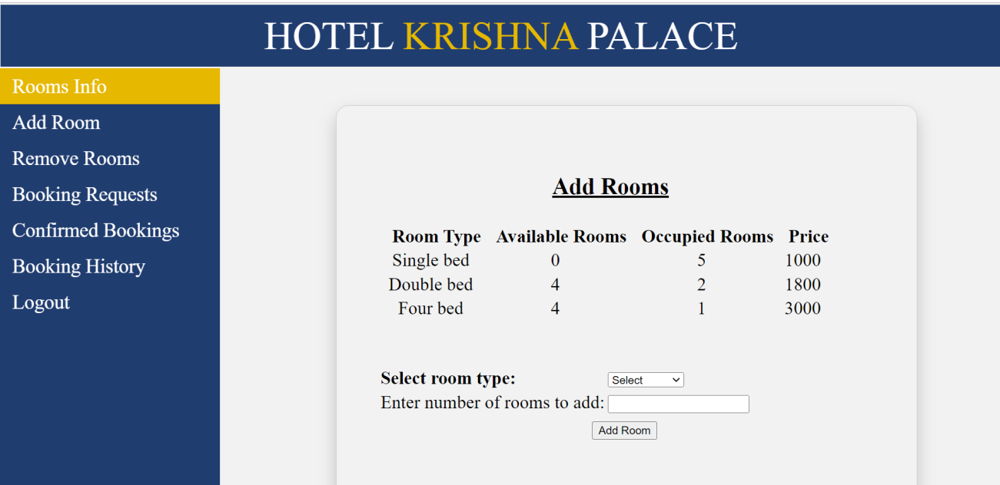 HOTEL KRISHNA PALACE
Rooms Info
Add Room
Remove Rooms
Booking Requests
Confirmed Bookings
Booking History
Logout
Add Rooms
Room Type Available Rooms Occupied Rooms Price
Single bed 0 5 1000
Double bed 4 2 1800
Four bed 4 1 3000
Select room type: Select
Enter number of rooms to add:
Add Room